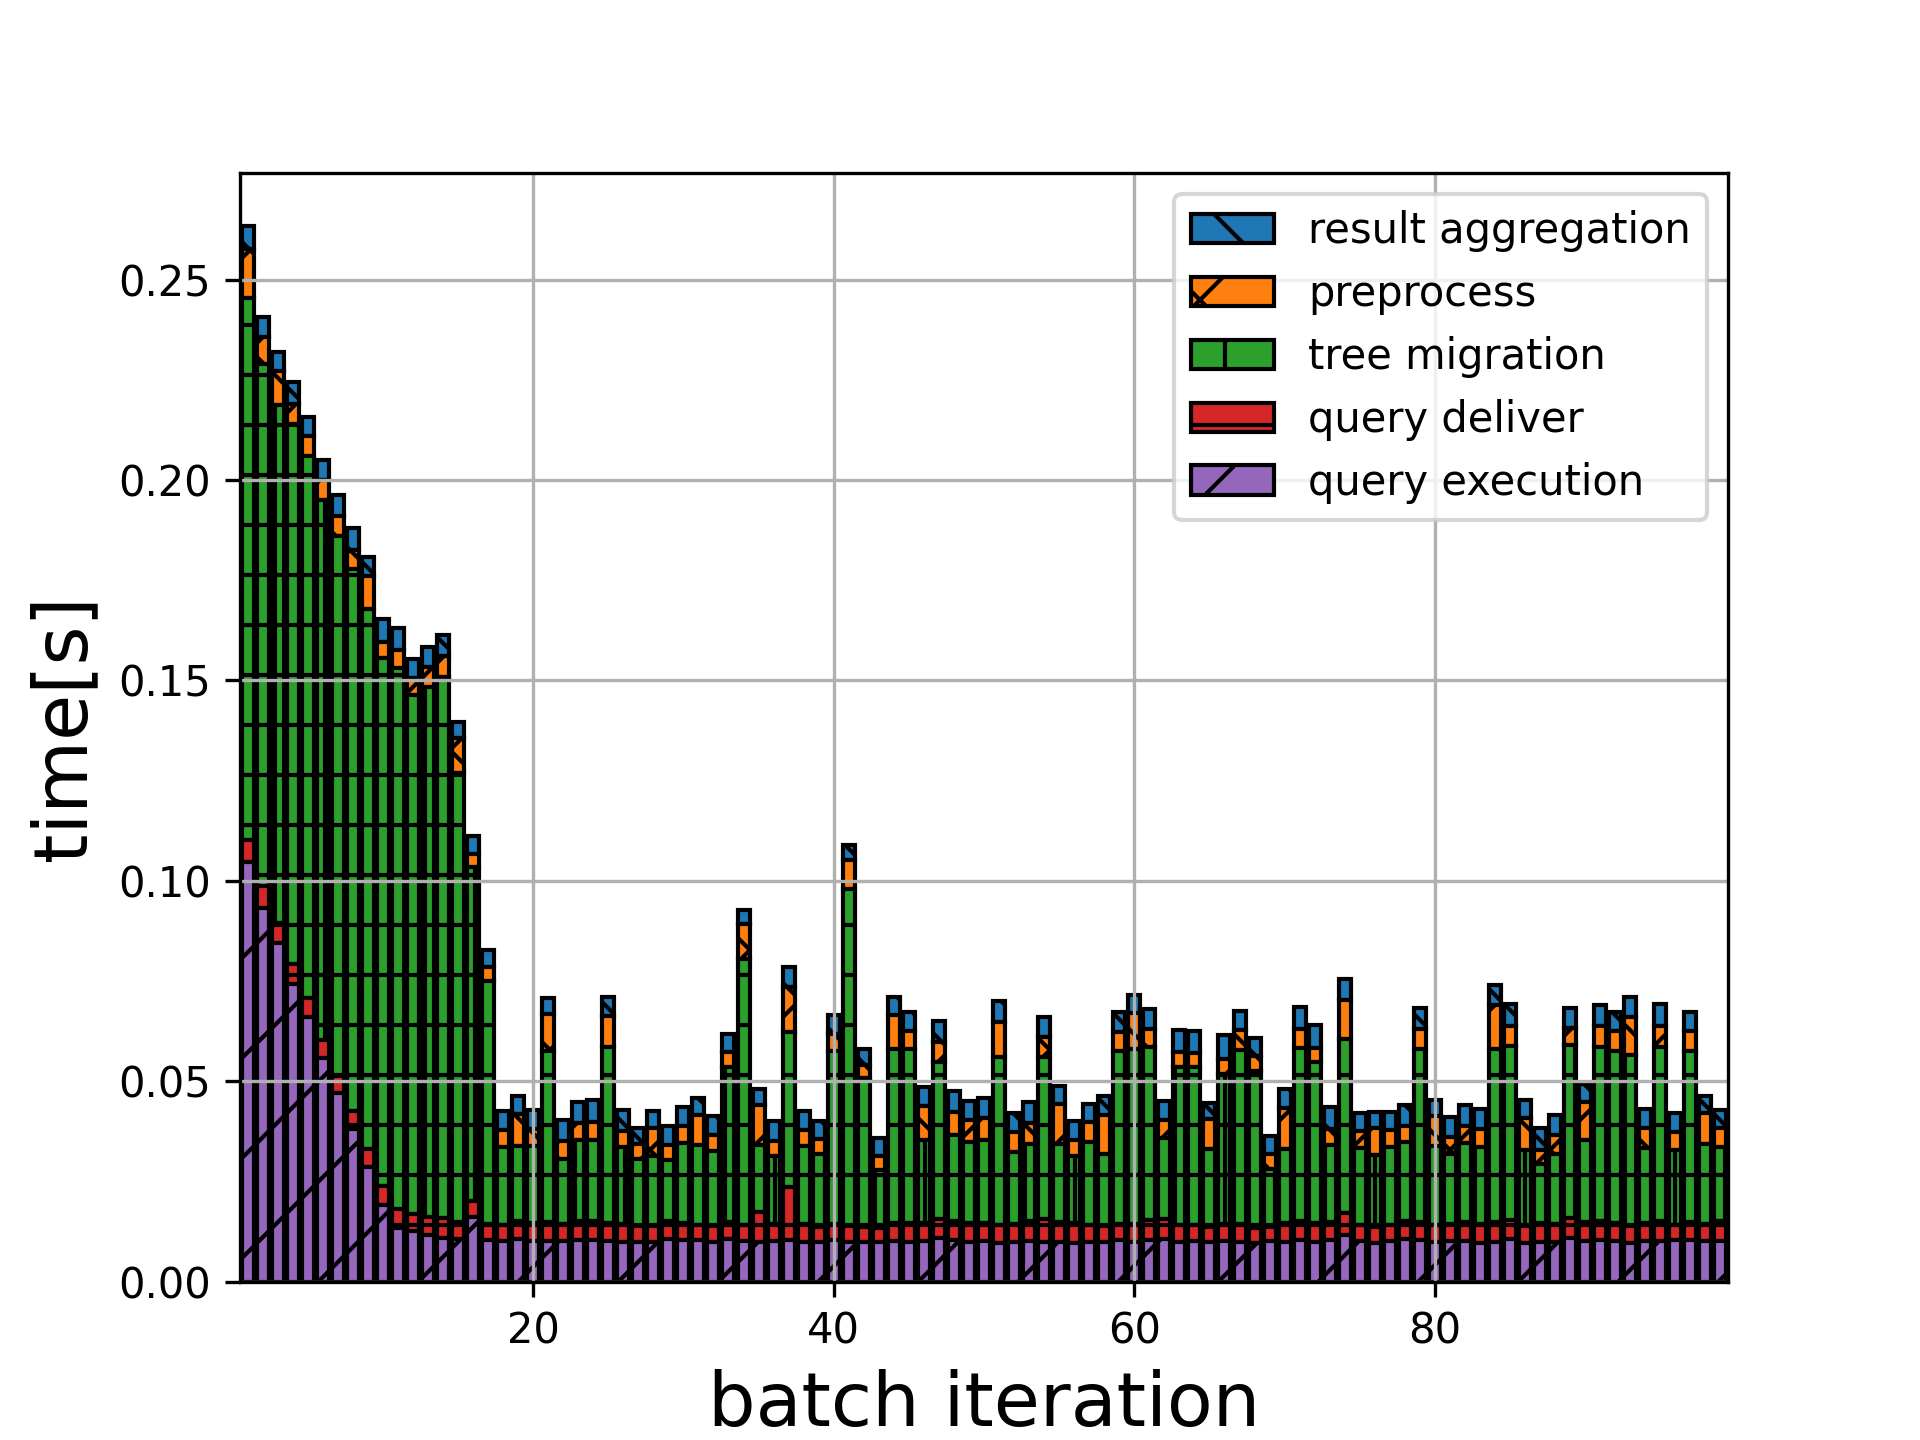 result aggregation
preprocess
tree migration
query deliver
query execution
0.25
0.20
0.15
0.10
0.05
0.00
time[s]
20 40 60 80
batch iteration